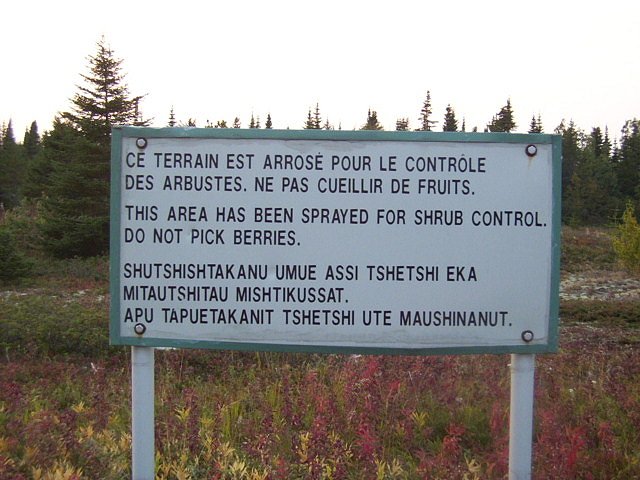 CE TERRAIN EST ARROSÉ POUR LE CONTRÔLE
DES ARBUSTES. NE PAS CUEILLIR DE FRUITS.
THIS AREA HAS BEEN SPRAYED FOR SHRUB CONTROL.
DO NOT PICK BERRIES.
SHUTSHISHTAKANU UMUE ASSI TSHETSHI EKA
MITAUTSHITAU MISHTIKUSSAT.
APU TAPUETAKANIT TSHETSHI UTE MAUSHINANUT.